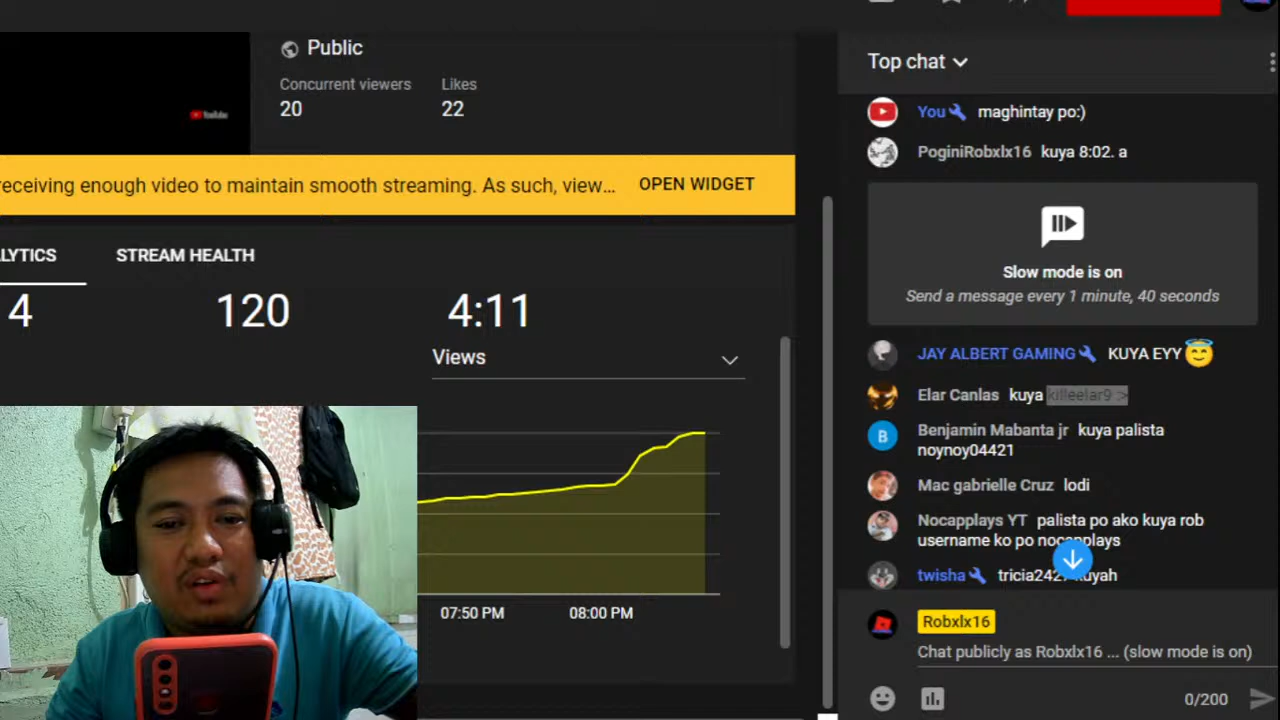 Public
Concurrent viewers
20
Likes
22
receiving enough video to maintain smooth streaming. As such, view...
OPEN WIDGET
LYTICS
STREAM HEALTH
4
120
4:11
Views
07:50 PM
08:00 PM
Top chat
You maghintay po:)
PoginiRobxlx16 kuya 8:02. a
Slow mode is on
Send a message every 1 minute, 40 seconds
JAY ALBERT GAMING KUYA EYY
Elar Canlas kuya killeelar9 >
Benjamin Mabanta jr kuya palista
noynoy04421
Mac gabrielle Cruz lodi
Nocapplays YT palista po ako kuya rob
username ko po nocapplays
twisha
Robxlx16
Chat publicly as Robxlx16 ... (slow mode is on)
0/200